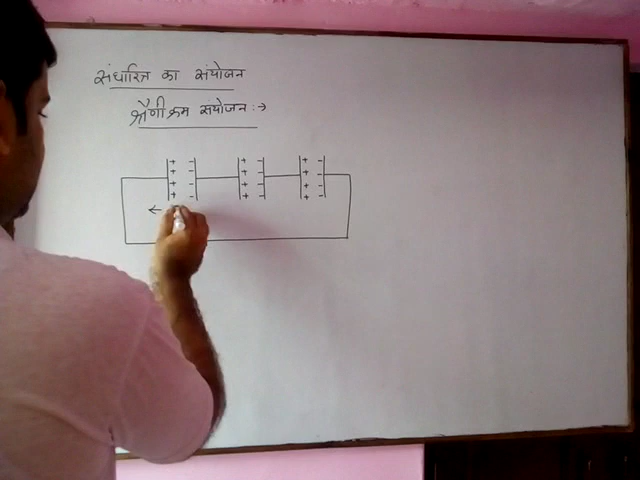 संधारित्र का संयोजन
श्रेणीक्रम संयोजन :→
+ - + - + -
+ - + - + -
+ - + - + -
+ - + - + -
←